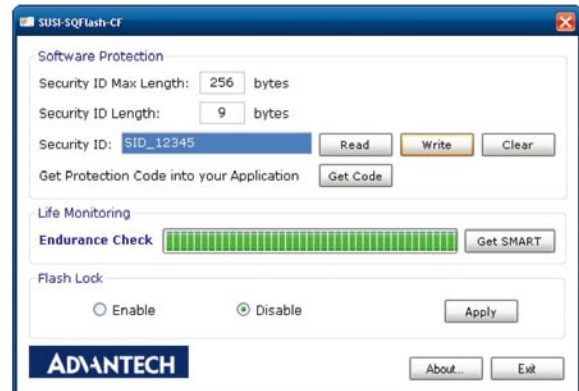 SUSI-SQFlash-CF
Software Protection
Security ID Max Length: 256 bytes
Security ID Length: 9 bytes
Security ID: SID_12345 Read Write Clear
Get Protection Code into your Application Get Code
Life Monitoring
Endurance Check Get SMART
Flash Lock
Enable Disable Apply
ADVANTECH About... Exit